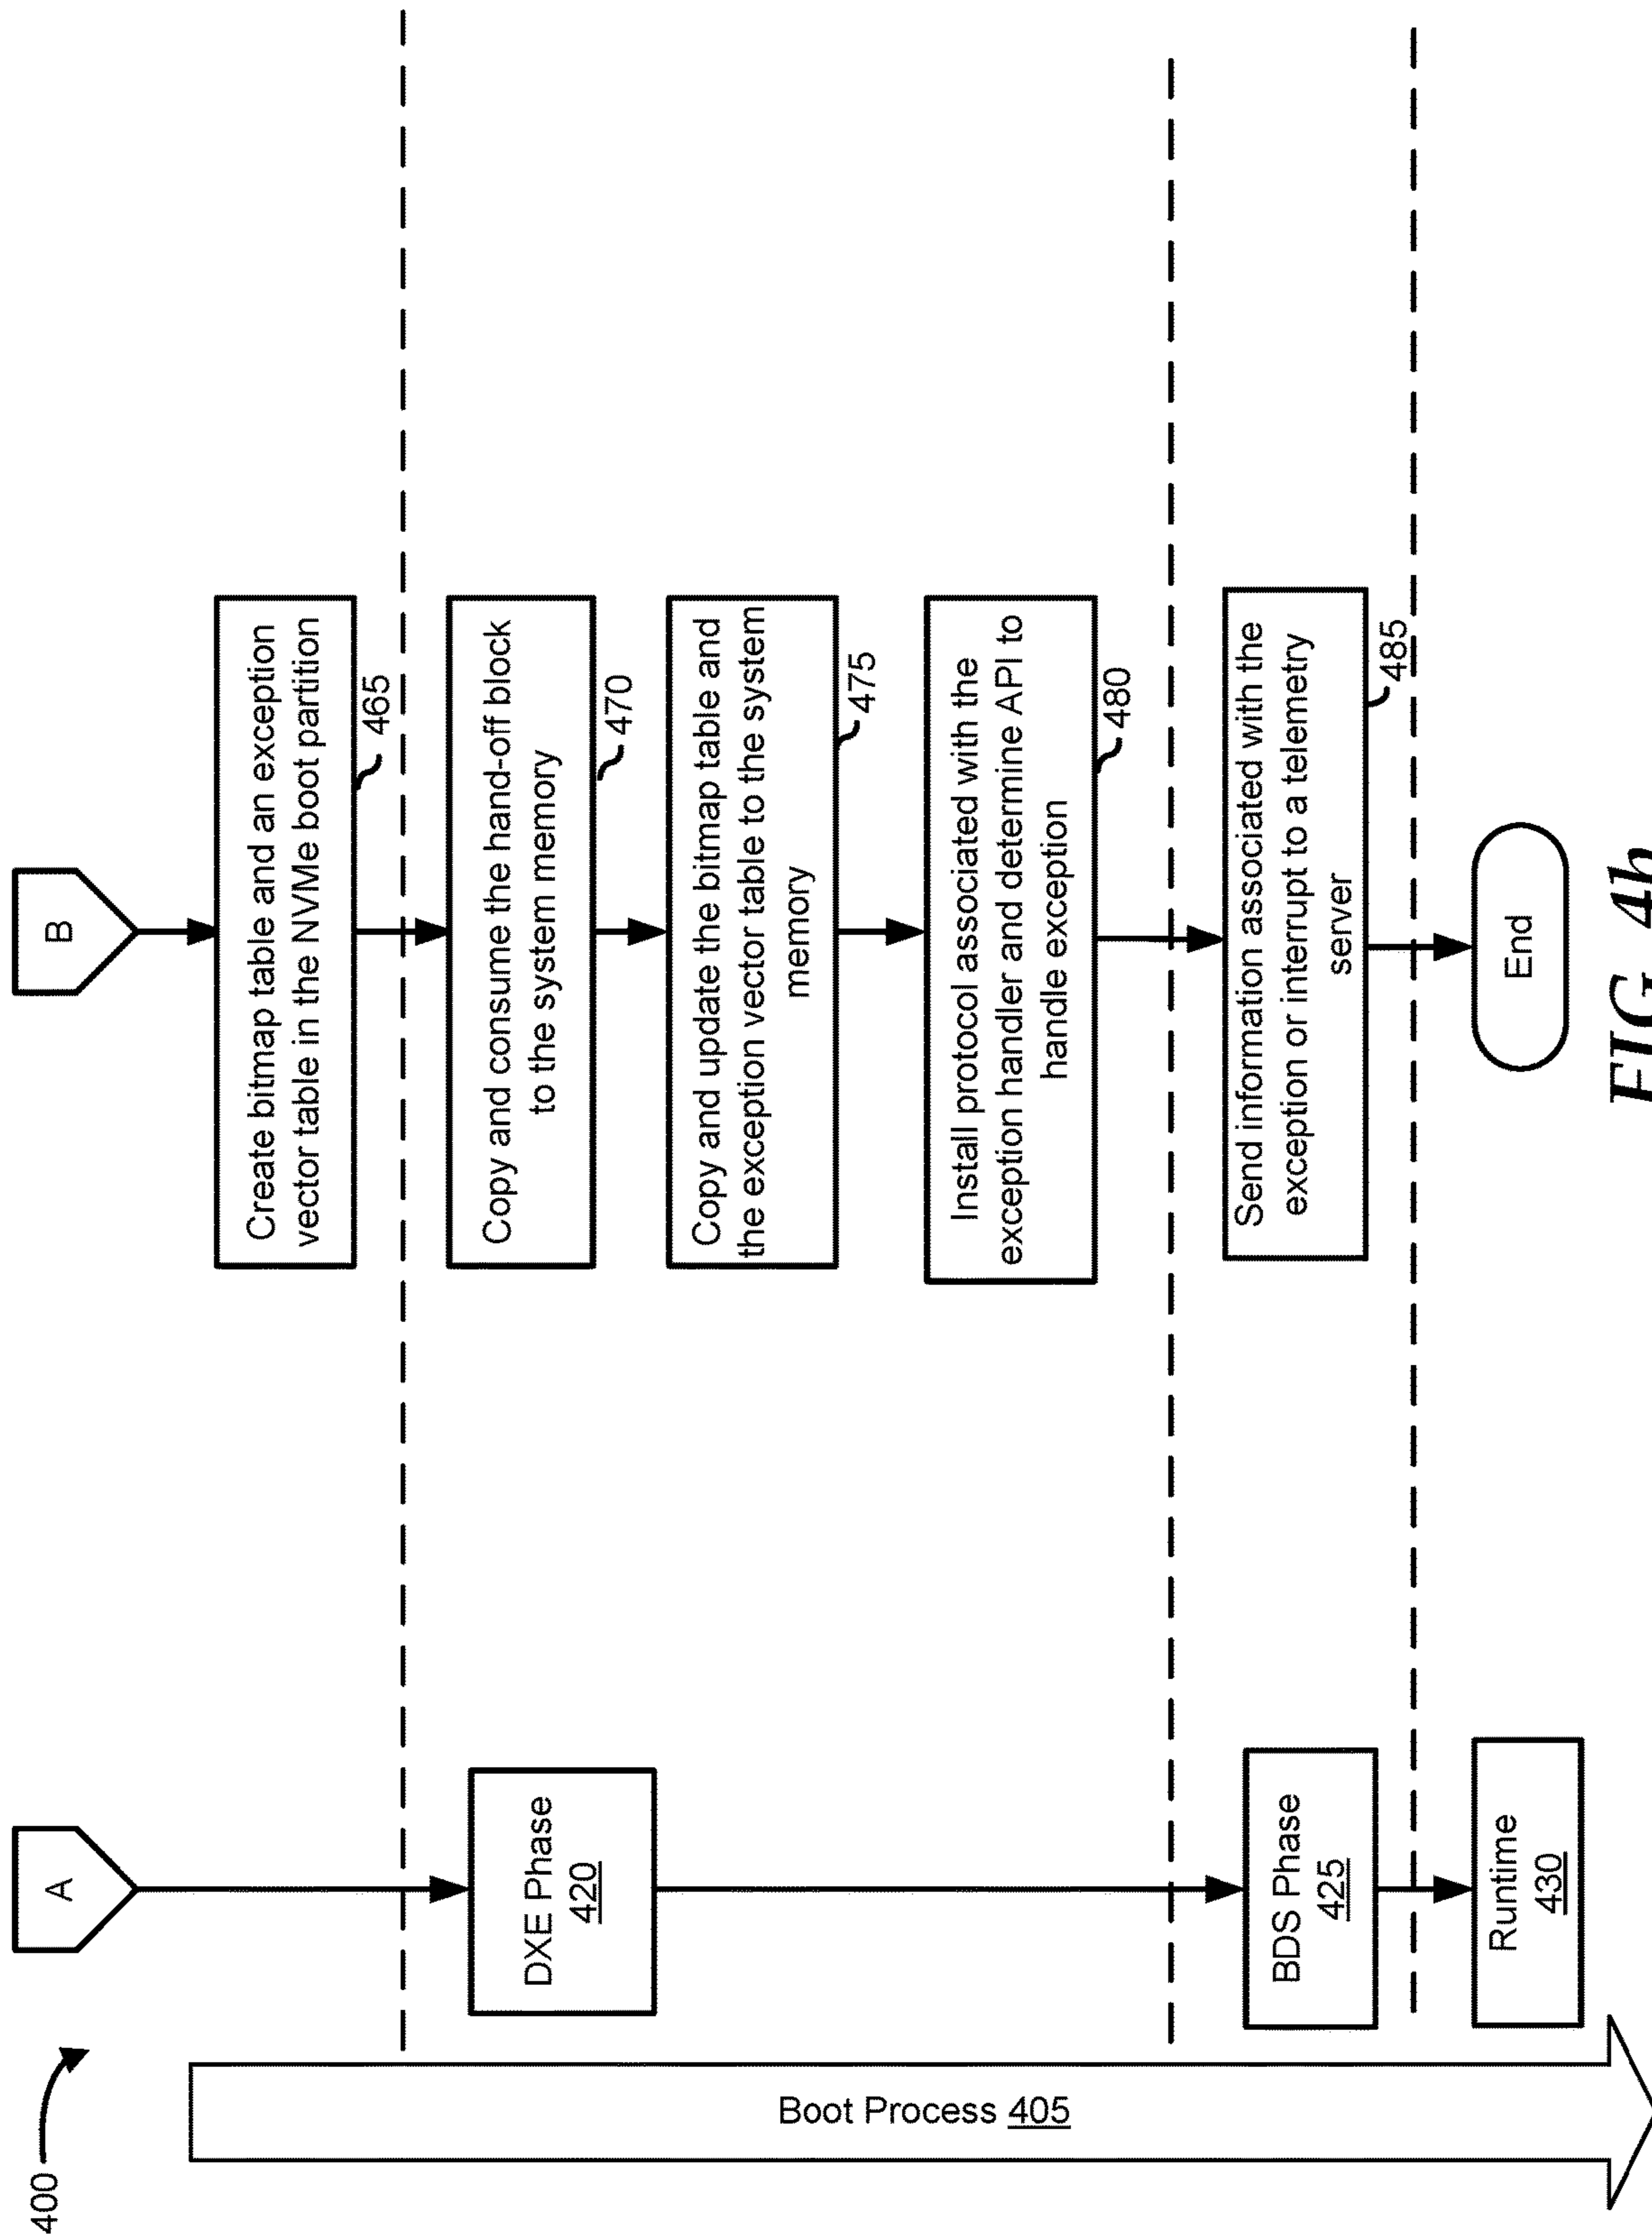 400
A
B
Create bitmap table and an exception
vector table in the NVMe boot partition
465
DXE Phase
420
Copy and consume the hand-off block
to the system memory
470
Copy and update the bitmap table and
the exception vector table to the system
memory
475
Install protocol associated with the
exception handler and determine API to
handle exception
480
BDS Phase
425
Send information associated with the
exception or interrupt to a telemetry
server
485
Runtime
430
End
Boot Process 405
FIG. 4b